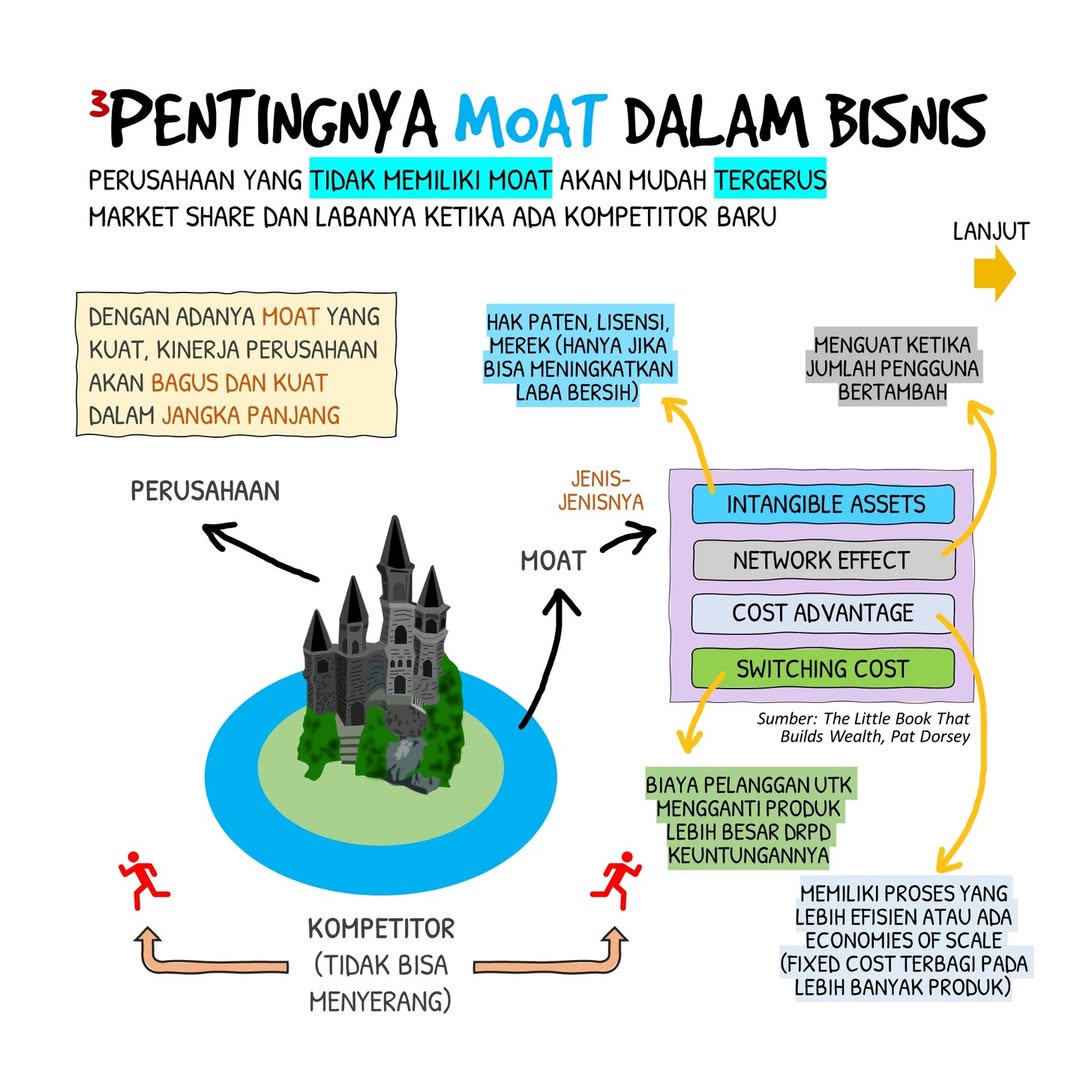 3PENTINGNYA MOAT DALAM BISNIS
PERUSAHAAN YANG TIDAK MEMILIKI MOAT AKAN MUDAH TERGERUS
MARKET SHARE DAN LABANYA KETIKA ADA KOMPETITOR BARU
LANJUT
DENGAN ADANYA MOAT YANG
KUAT, KINERJA PERUSAHAAN
AKAN BAGUS DAN KUAT
DALAM JANGKA PANJANG
HAK PATEN, LISENSI,
MEREK (HANYA JIKA
BISA MENINGKATKAN
LABA BERSIH)
MENGUAT KETIKA
JUMLAH PENGGUNA
BERTAMBAH
PERUSAHAAN
MOAT
JENIS-
JENISNYA
INTANGIBLE ASSETS
NETWORK EFFECT
COST ADVANTAGE
SWITCHING COST
Sumber: The Little Book That
Builds Wealth, Pat Dorsey
BIAYA PELANGGAN UTK
MENGGANTI PRODUK
LEBIH BESAR DRPD
KEUNTUNGANNYA
MEMILIKI PROSES YANG
LEBIH EFISIEN ATAU ADA
ECONOMIES OF SCALE
(FIXED COST TERBAGI PADA
LEBIH BANYAK PRODUK)
KOMPETITOR
(TIDAK BISA
MENYERANG)